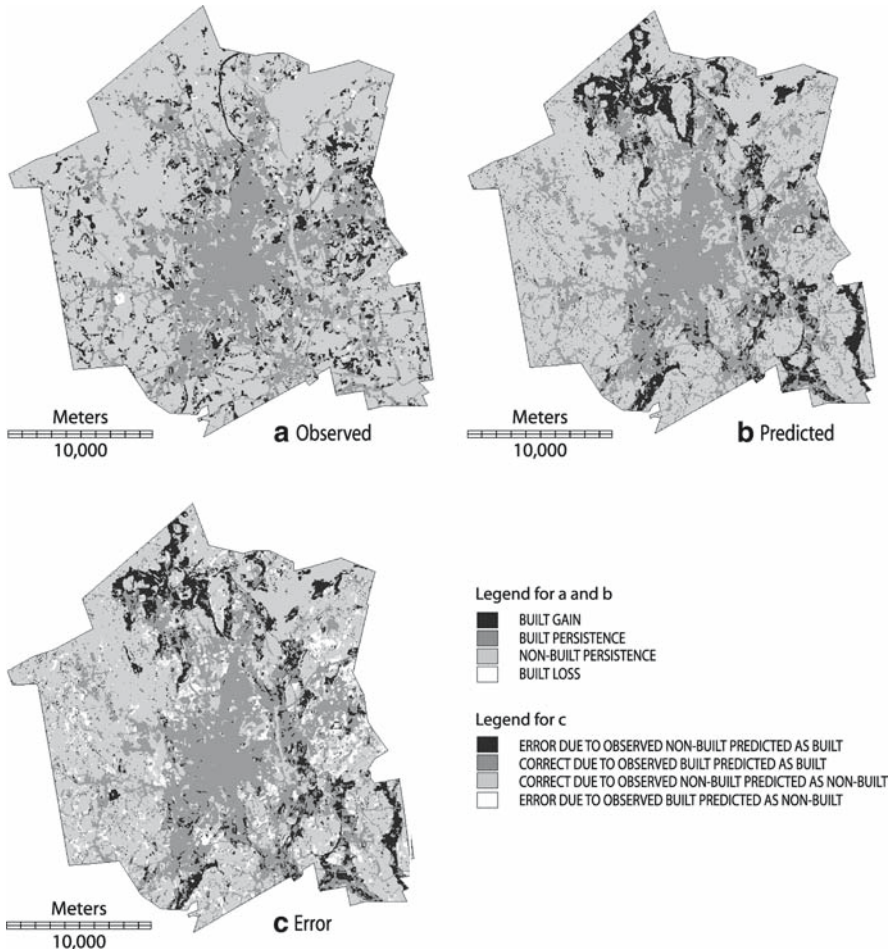 Meters
10,000
a Observed
Meters
10,000
b Predicted
Meters
10,000
c Error
Legend for a and b
BUILT GAIN
BUILT PERSISTENCE
NON-BUILT PERSISTENCE
BUILT LOSS
Legend for c
ERROR DUE TO OBSERVED NON-BUILT PREDICTED AS BUILT
CORRECT DUE TO OBSERVED BUILT PREDICTED AS BUILT
CORRECT DUE TO OBSERVED NON-BUILT PREDICTED AS NON-BUILT
ERROR DUE TO OBSERVED BUILT PREDICTED AS NON-BUILT